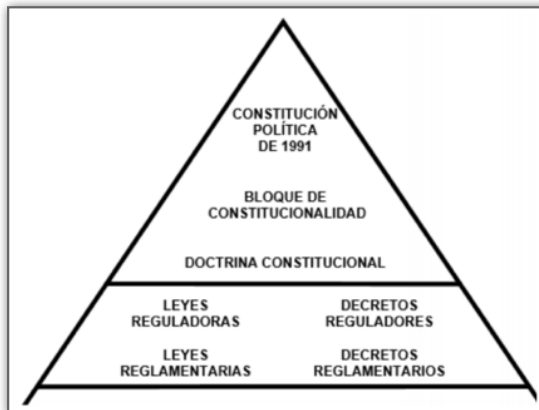 CONSTITUCIÓN
POLÍTICA
DE 1991
BLOQUE DE
CONSTITUCIONALIDAD
DOCTRINA CONSTITUCIONAL
LEYES
REGULADORAS
DECRETOS
REGULADORES
LEYES
REGLAMENTARIAS
DECRETOS
REGLAMENTARIOS